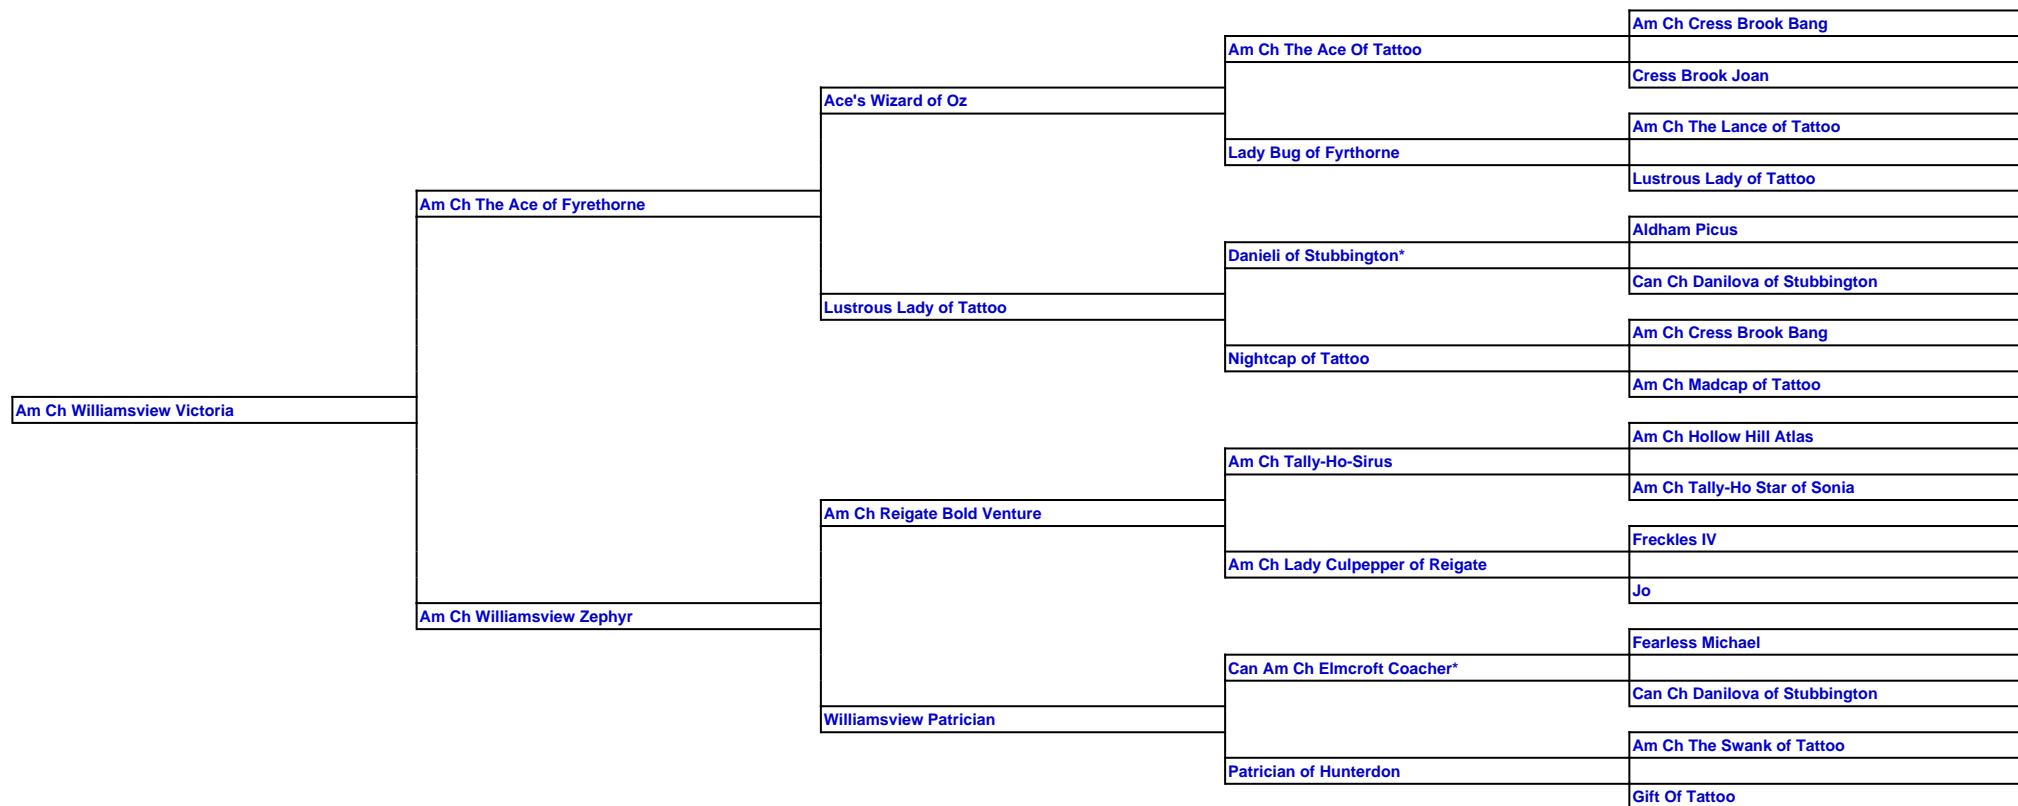 Am Ch Cress Brook Bang
Am Ch The Ace Of Tattoo
Cress Brook Joan
Ace's Wizard of Oz
Am Ch The Lance of Tattoo
Lady Bug of Fyrthorne
Lustrous Lady of Tattoo
Am Ch The Ace of Fyrethorne
Aldham Picus
Danieli of Stubbington*
Can Ch Danilova of Stubbington
Lustrous Lady of Tattoo
Am Ch Cress Brook Bang
Nightcap of Tattoo
Am Ch Madcap of Tattoo
Am Ch Williamsview Victoria
Am Ch Hollow Hill Atlas
Am Ch Tally-Ho-Sirus
Am Ch Tally-Ho Star of Sonia
Am Ch Reigate Bold Venture
Freckles IV
Am Ch Lady Culpepper of Reigate
Jo
Am Ch Williamsview Zephyr
Fearless Michael
Can Am Ch Elmcroft Coacher*
Can Ch Danilova of Stubbington
Williamsview Patrician
Am Ch The Swank of Tattoo
Patrician of Hunterdon
Gift Of Tattoo